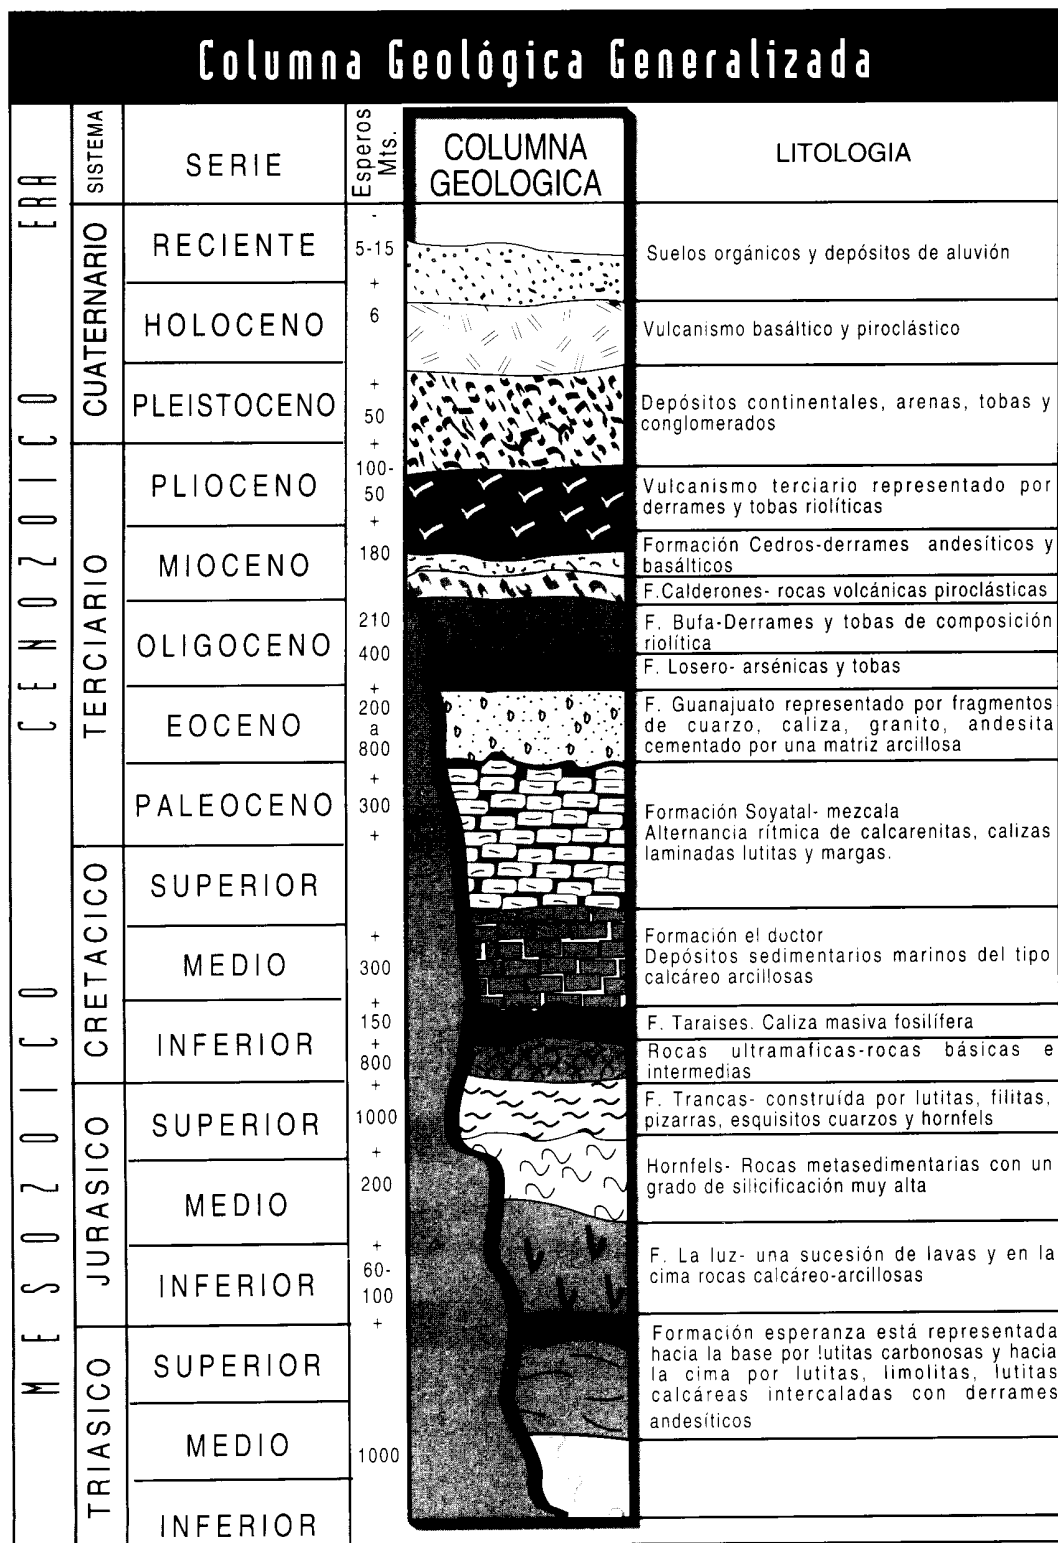 Columna Geológica Generalizada
ERA
SISTEMA
SERIE
Esperos
Mts.
COLUMNA
GEOLOGICA
LITOLOGIA
CENOZOICO
CUATERNARIO
RECIENTE
-
5-15
+
Suelos orgánicos y depósitos de aluvión
HOLOCENO
6
Vulcanismo basáltico y piroclástico
PLEISTOCENO
+
50
+
Depósitos continentales, arenas, tobas y
conglomerados
TERCIARIO
PLIOCENO
100-
50
+
Vulcanismo terciario representado por
derrames y tobas riolíticas
MIOCENO
180
Formación Cedros-derrames andesíticos y
basálticos
F.Calderones- rocas volcánicas piroclásticas
OLIGOCENO
210
400
+
F. Bufa-Derrames y tobas de composición
riolítica
F. Losero- arsénicas y tobas
EOCENO
200
a
800
F. Guanajuato representado por fragmentos
de cuarzo, caliza, granito, andesita
cementado por una matriz arcillosa
PALEOCENO
+
300
+
Formación Soyatal- mezcala
Alternancia rítmica de calcarenitas, calizas
laminadas lutitas y margas.
MESOZOICO
CRETACICO
SUPERIOR
MEDIO
+
300
+
Formación el ductor
Depósitos sedimentarios marinos del tipo
calcáreo arcillosas
INFERIOR
150
+
800
+
F. Taraises. Caliza masiva fosilífera
Rocas ultramaficas-rocas básicas e
intermedias
JURASICO
SUPERIOR
1000
+
F. Trancas- construída por lutitas, filitas,
pizarras, esquisitos cuarzos y hornfels
MEDIO
200
+
Hornfels- Rocas metasedimentarias con un
grado de silicificación muy alta
INFERIOR
60-
100
+
F. La luz- una sucesión de lavas y en la
cima rocas calcáreo-arcillosas
TRIASICO
SUPERIOR
Formación esperanza está representada
hacia la base por lutitas carbonosas y hacia
la cima por lutitas, limolitas, lutitas
calcáreas intercaladas con derrames
andesíticos
MEDIO
1000
INFERIOR